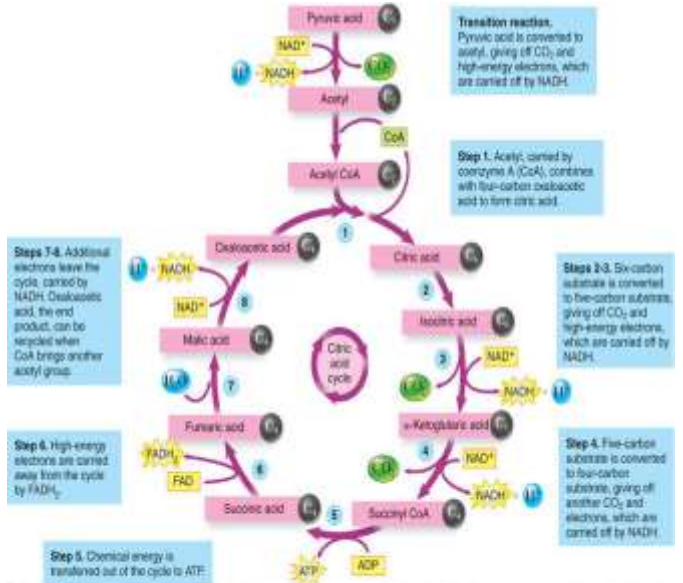 Pyruvic acid
NAD⁺
NADH
Acetyl
CoA
Acetyl CoA
Transition reaction.
Pyruvic acid is converted to
acetyl, giving off CO₂ and
high-energy electrons, which
are carried off by NADH.
Step 1. Acetyl, carried by
coenzyme A (CoA), combines
with four-carbon oxaloacetic
acid to form citric acid.
1
Oxaloacetic acid
Citric acid
2
Isocitric acid
3
NAD⁺
NADH
α-Ketoglutaric acid
4
NAD⁺
NADH
Succinyl CoA
5
ADP
ATP
Succinic acid
6
FAD
FADH₂
Fumaric acid
7
H₂O
Malic acid
8
NAD⁺
NADH
Citric
acid
cycle
Steps 2-3. Six-carbon
substrate is converted
to five-carbon substrate,
giving off CO₂ and
high-energy electrons,
which are carried off by
NADH.
Step 4. Five-carbon
substrate is converted
to four-carbon
substrate, giving off
another CO₂ and
electrons, which are
carried off by NADH.
Step 5. Chemical energy is
transferred out of the cycle to ATP.
Step 6. High-energy
electrons are carried
away from the cycle
by FADH₂.
Steps 7-8. Additional
electrons leave the
cycle, carried by
NADH. Oxaloacetic
acid, the end
product, can be
recycled when
CoA brings another
acetyl group.